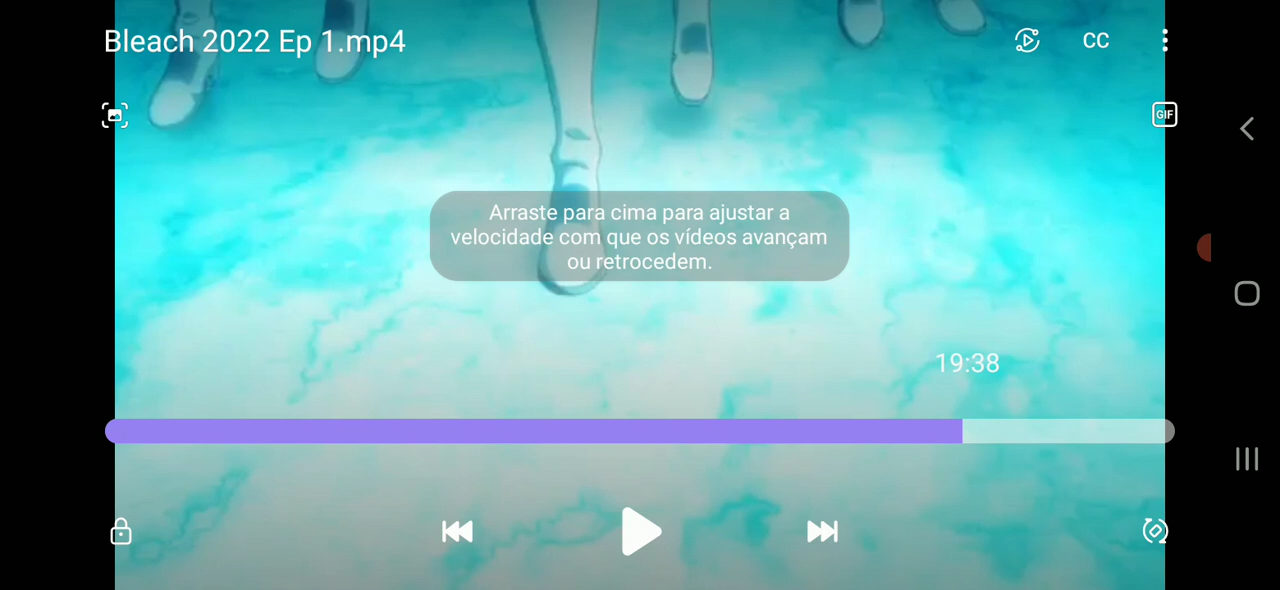 Bleach 2022 Ep 1.mp4
CC
GIF
Arraste para cima para ajustar a
velocidade com que os vídeos avançam
ou retrocedem.
19:38